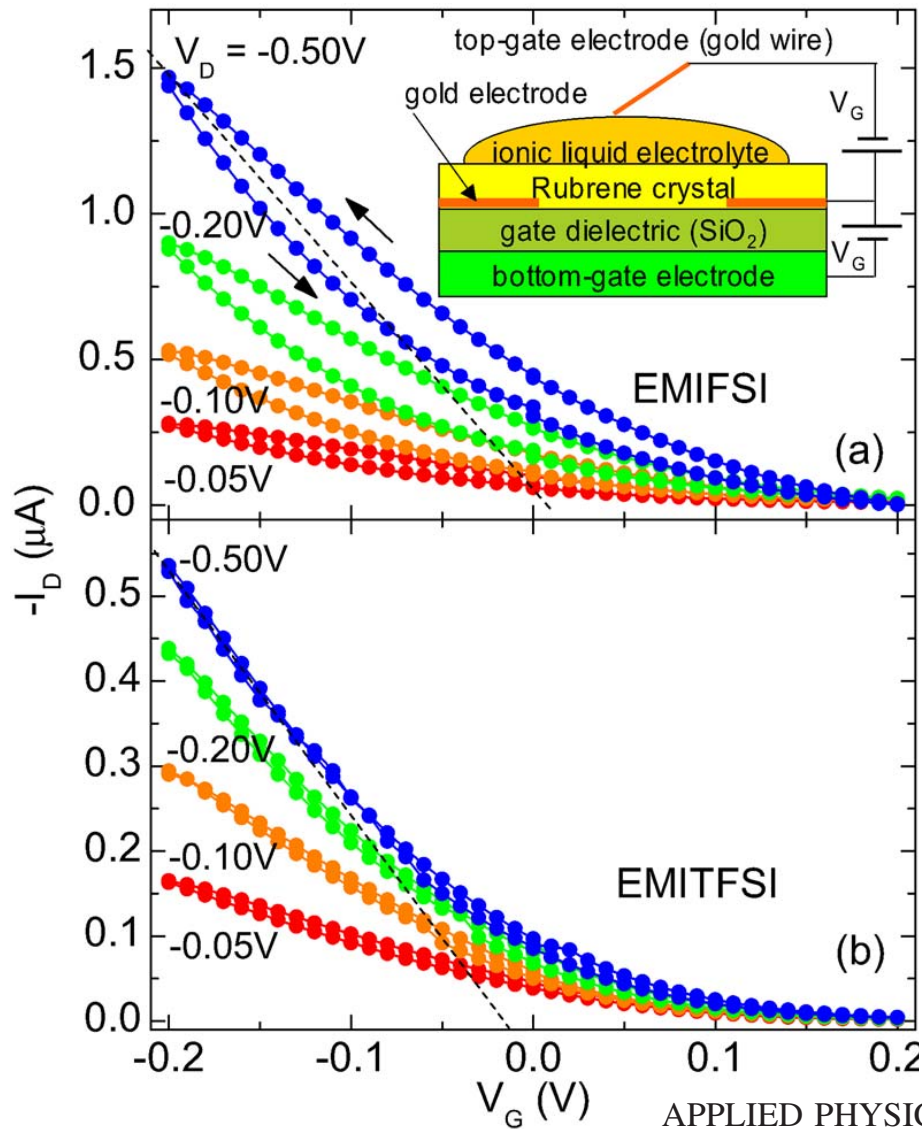 V_D = -0.50V
top-gate electrode (gold wire)
gold electrode
V_G
ionic liquid electrolyte
Rubrene crystal
gate dielectric (SiO₂)
V_G
bottom-gate electrode
1.5
1.0
0.5
0.0
-0.20V
-0.10V
-0.05V
EMIFSI
(a)
-I_D (μA)
0.5
0.4
0.3
0.2
0.1
0.0
-0.50V
-0.20V
-0.10V
-0.05V
EMITFSI
(b)
-0.2 -0.1 0.0 0.1 0.2
V_G (V)